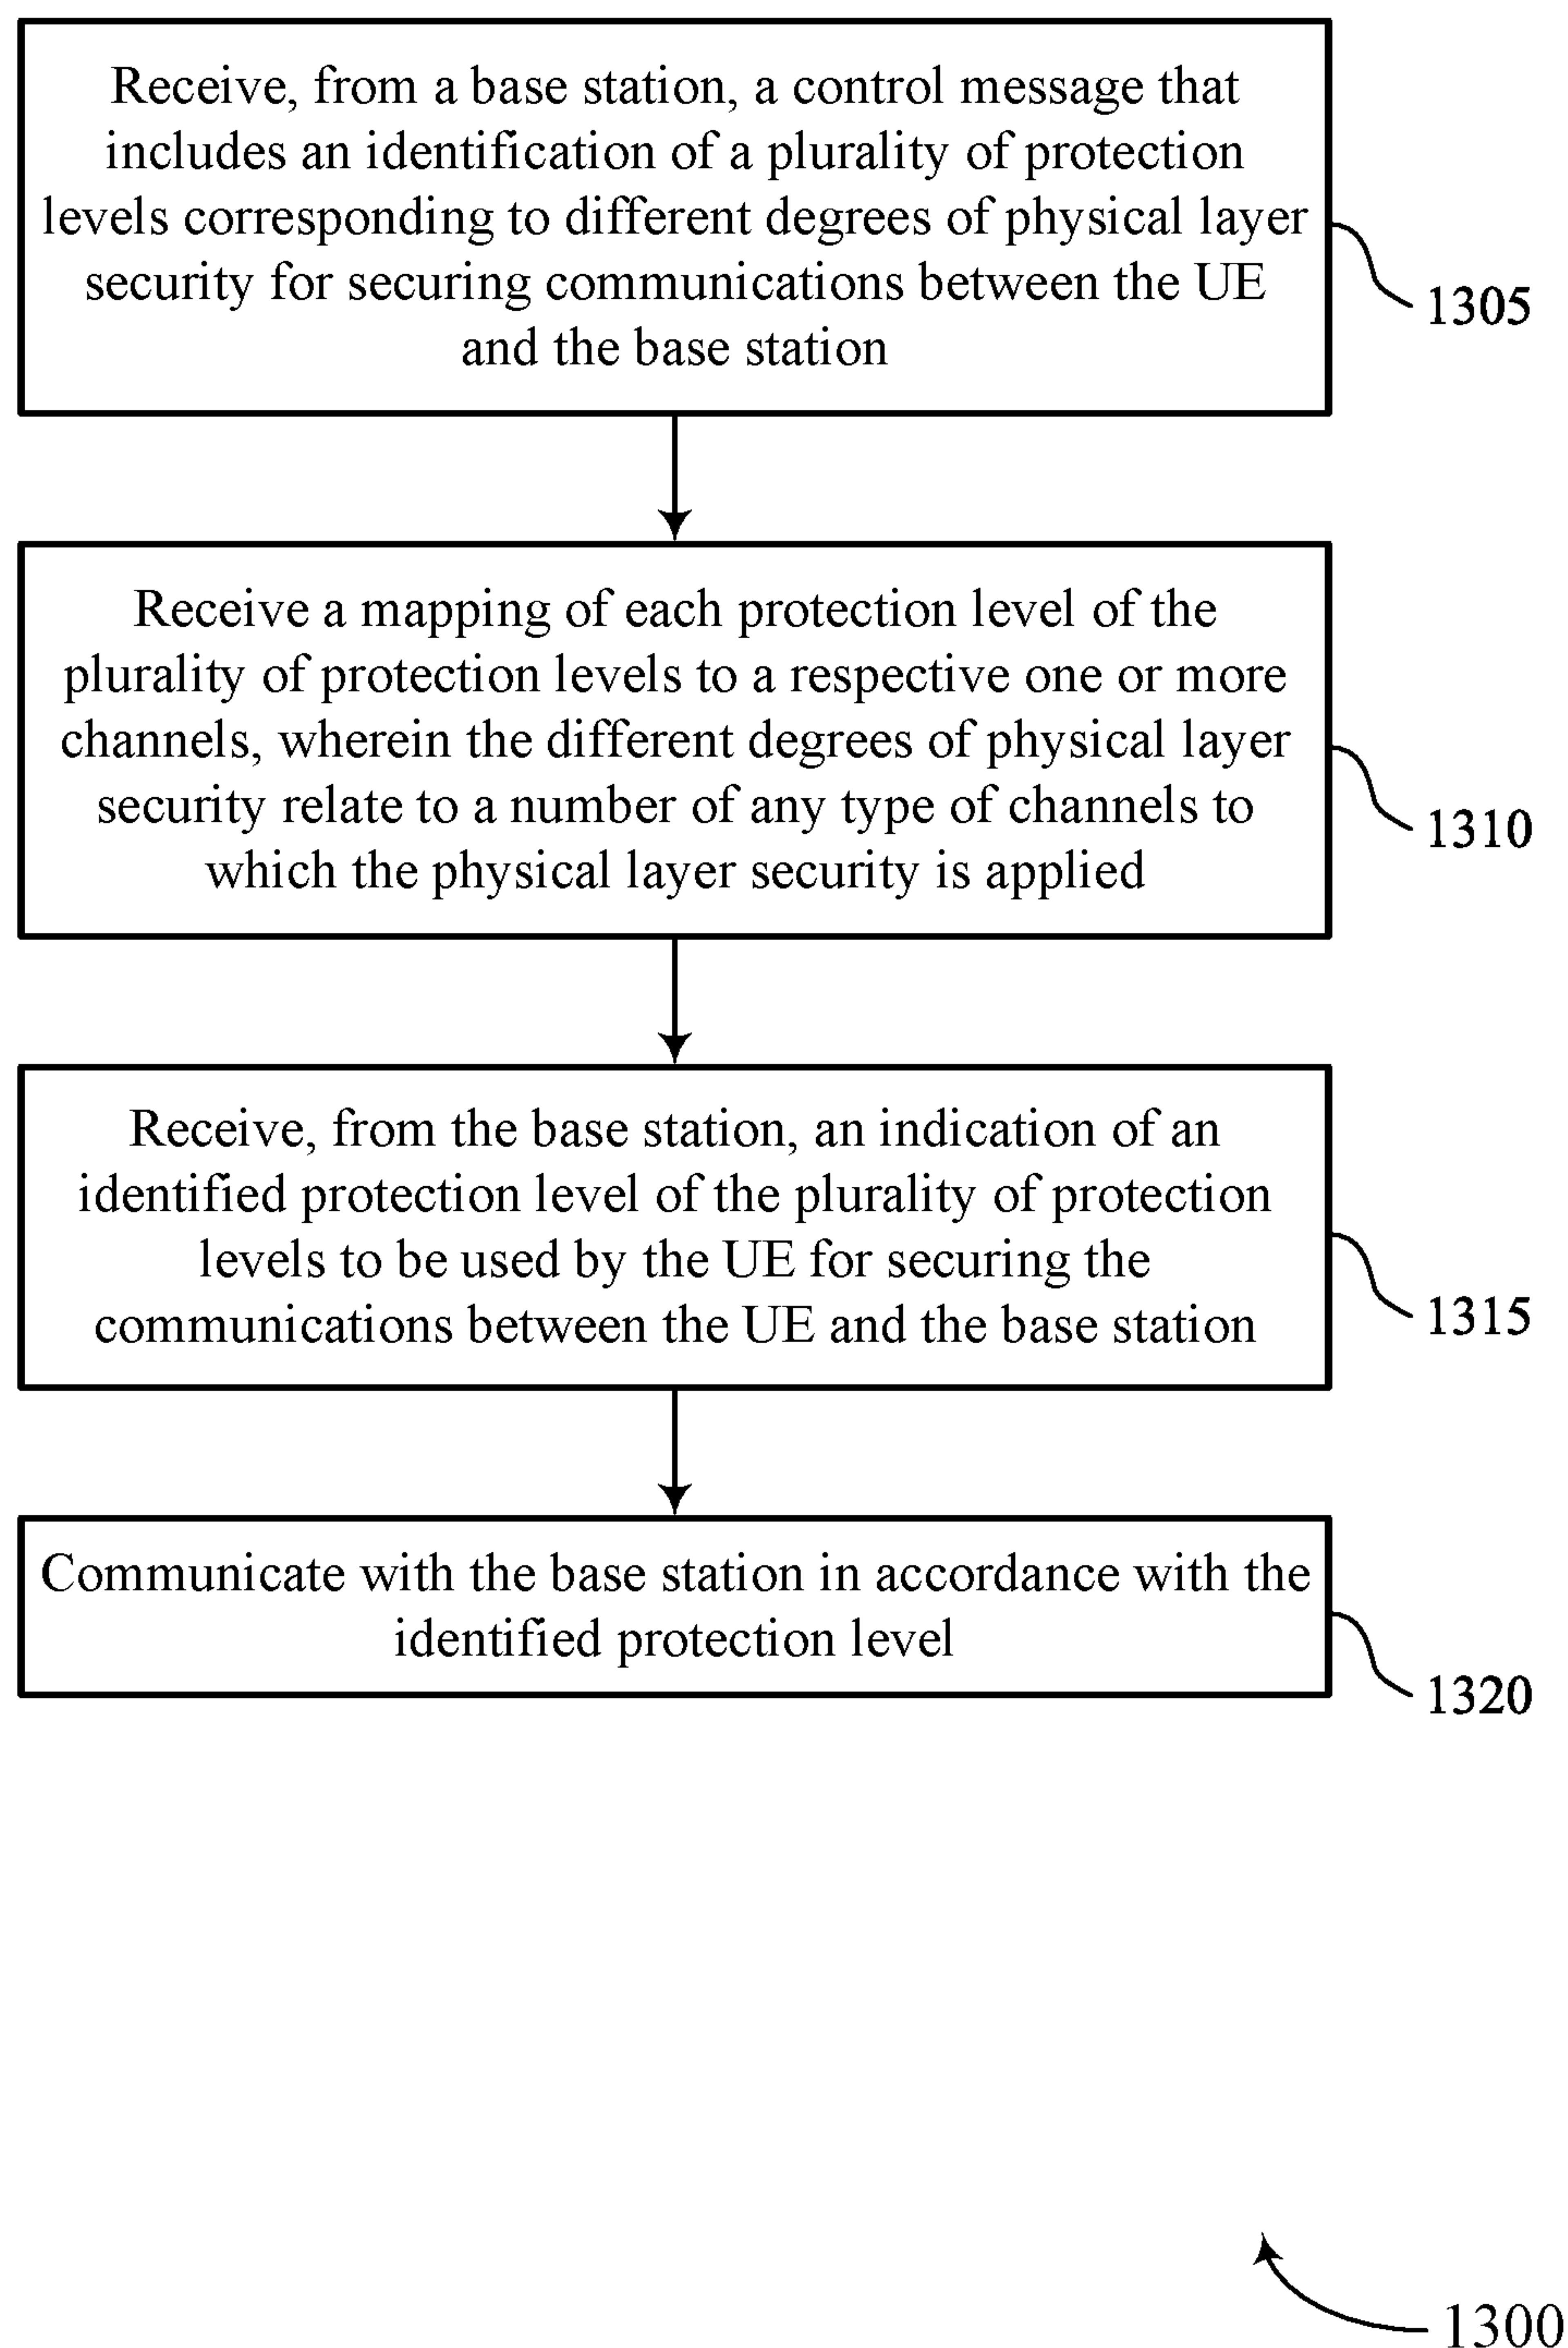 Receive, from a base station, a control message that
includes an identification of a plurality of protection
levels corresponding to different degrees of physical layer
security for securing communications between the UE
and the base station
1305
Receive a mapping of each protection level of the
plurality of protection levels to a respective one or more
channels, wherein the different degrees of physical layer
security relate to a number of any type of channels to
which the physical layer security is applied
1310
Receive, from the base station, an indication of an
identified protection level of the plurality of protection
levels to be used by the UE for securing the
communications between the UE and the base station
1315
Communicate with the base station in accordance with the
identified protection level
1320
1300